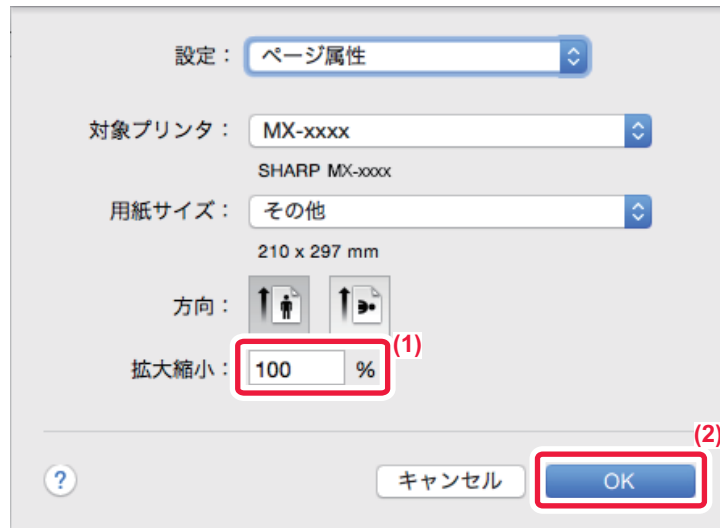 設定： ページ属性
対象プリンタ： MX-xxxx
SHARP MX-xxxx
用紙サイズ： その他
210 x 297 mm
方向：
(1)
拡大縮小： 100 %
(2)
? キャンセル OK